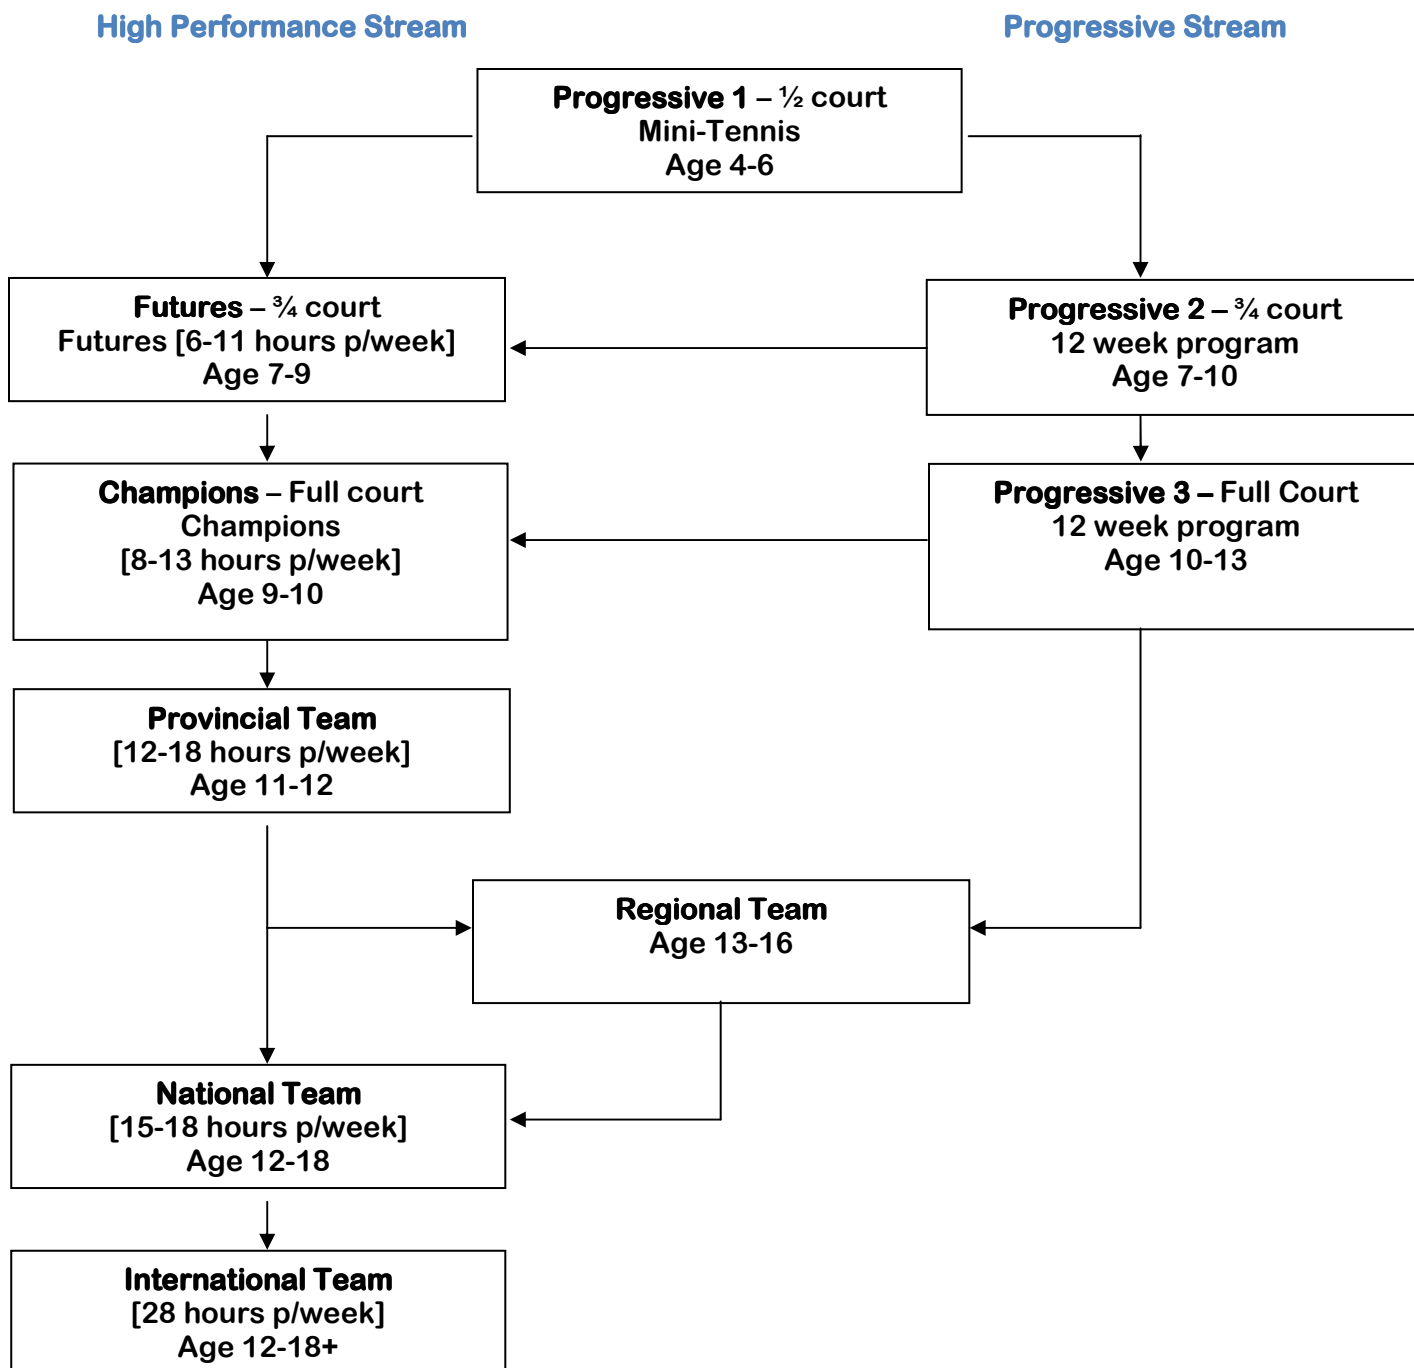 High Performance Stream
Progressive Stream
Progressive 1 – ½ court
Mini-Tennis
Age 4-6
Futures – ¾ court
Futures [6-11 hours p/week]
Age 7-9
Progressive 2 – ¾ court
12 week program
Age 7-10
Champions – Full court
Champions
[8-13 hours p/week]
Age 9-10
Progressive 3 – Full Court
12 week program
Age 10-13
Provincial Team
[12-18 hours p/week]
Age 11-12
Regional Team
Age 13-16
National Team
[15-18 hours p/week]
Age 12-18
International Team
[28 hours p/week]
Age 12-18+